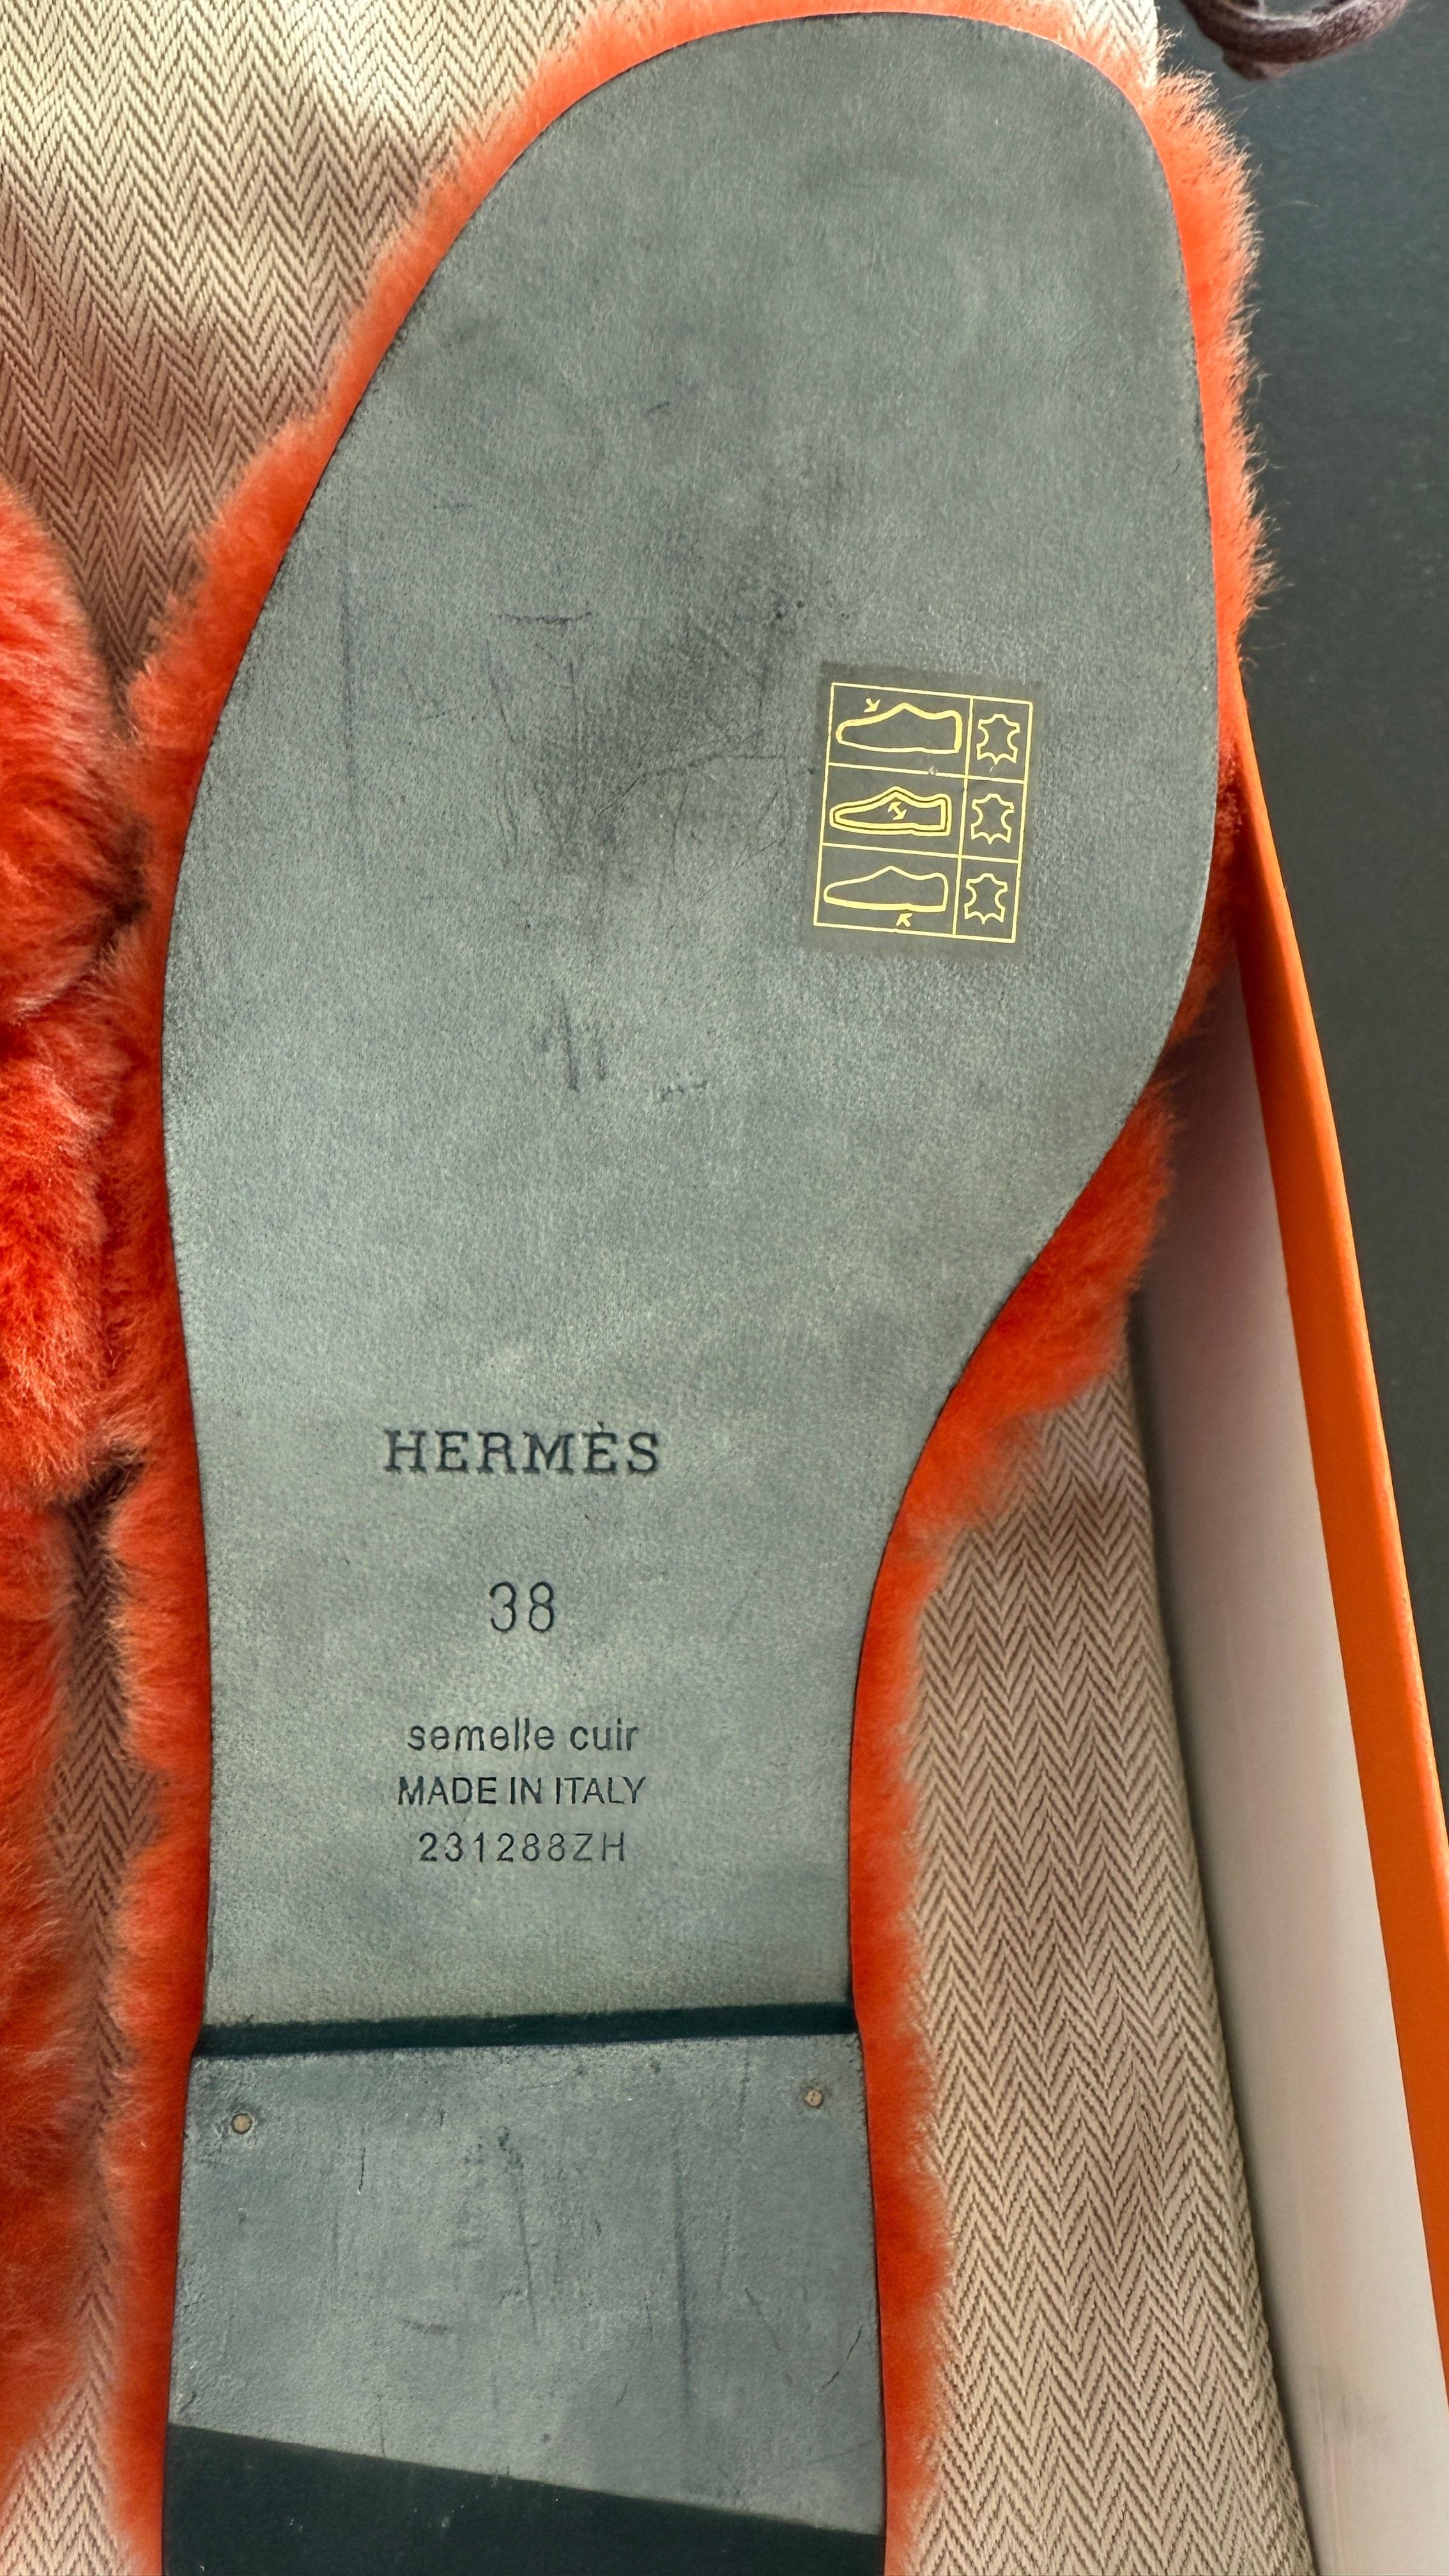 HERMÈS
38
semelle cuir
MADE IN ITALY
231288ZH